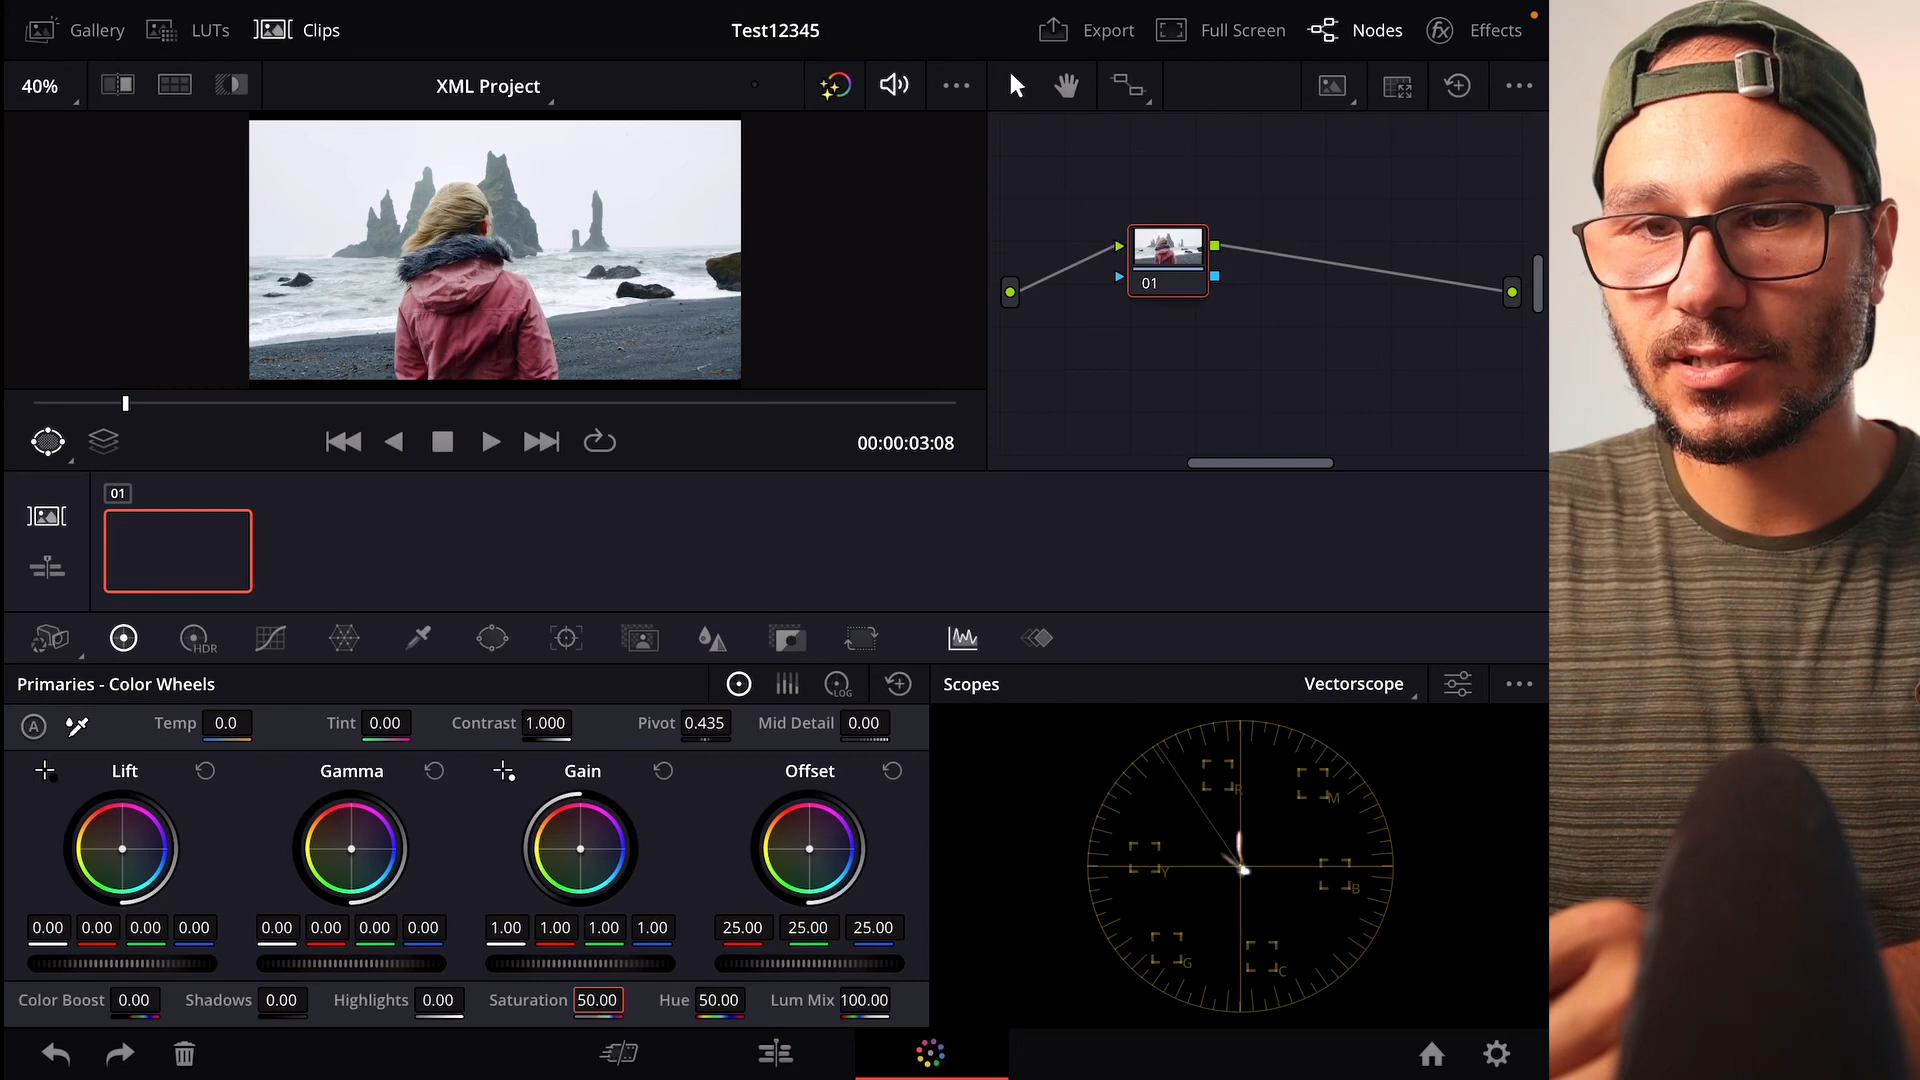 Gallery LUTs Clips Test12345 Export Full Screen Nodes fx Effects
40% XML Project
01
00:00:03:08
01
HDR
Primaries - Color Wheels LOG Scopes Vectorscope
A Temp 0.0 Tint 0.00 Contrast 1.000 Pivot 0.435 Mid Detail 0.00
Lift Gamma Gain Offset
R
M
Y
B
G
C
0.00 0.00 0.00 0.00 0.00 0.00 0.00 0.00 1.00 1.00 1.00 1.00 25.00 25.00 25.00
Color Boost 0.00 Shadows 0.00 Highlights 0.00 Saturation 50.00 Hue 50.00 Lum Mix 100.00